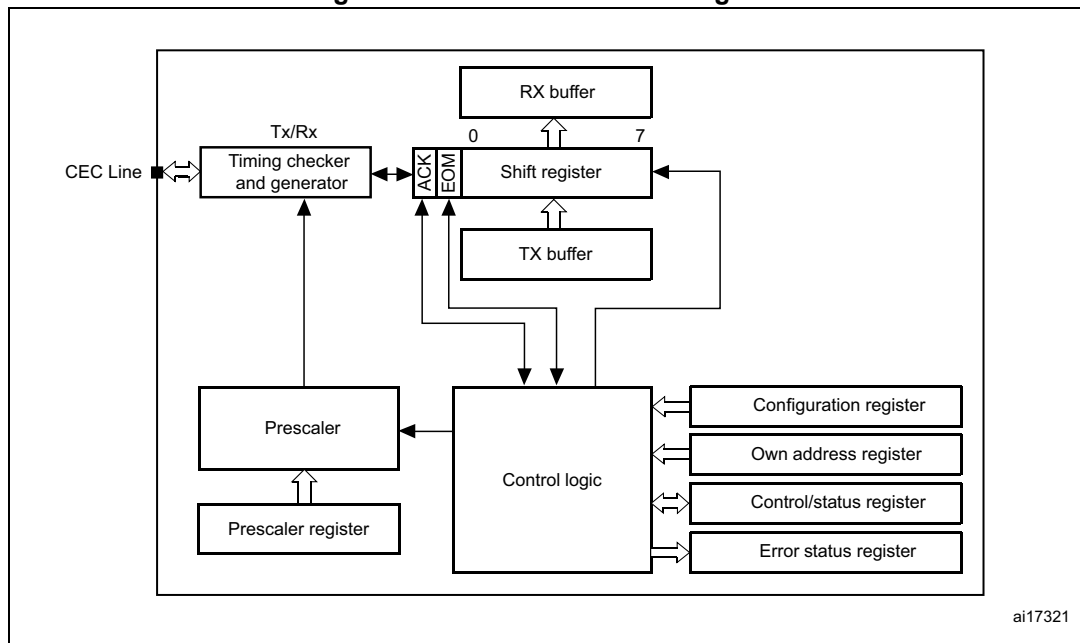 RX buffer
Tx/Rx
0 7
CEC Line
Timing checker
and generator
ACK
EOM
Shift register
TX buffer
Prescaler
Control logic
Configuration register
Own address register
Control/status register
Prescaler register
Error status register
ai17321